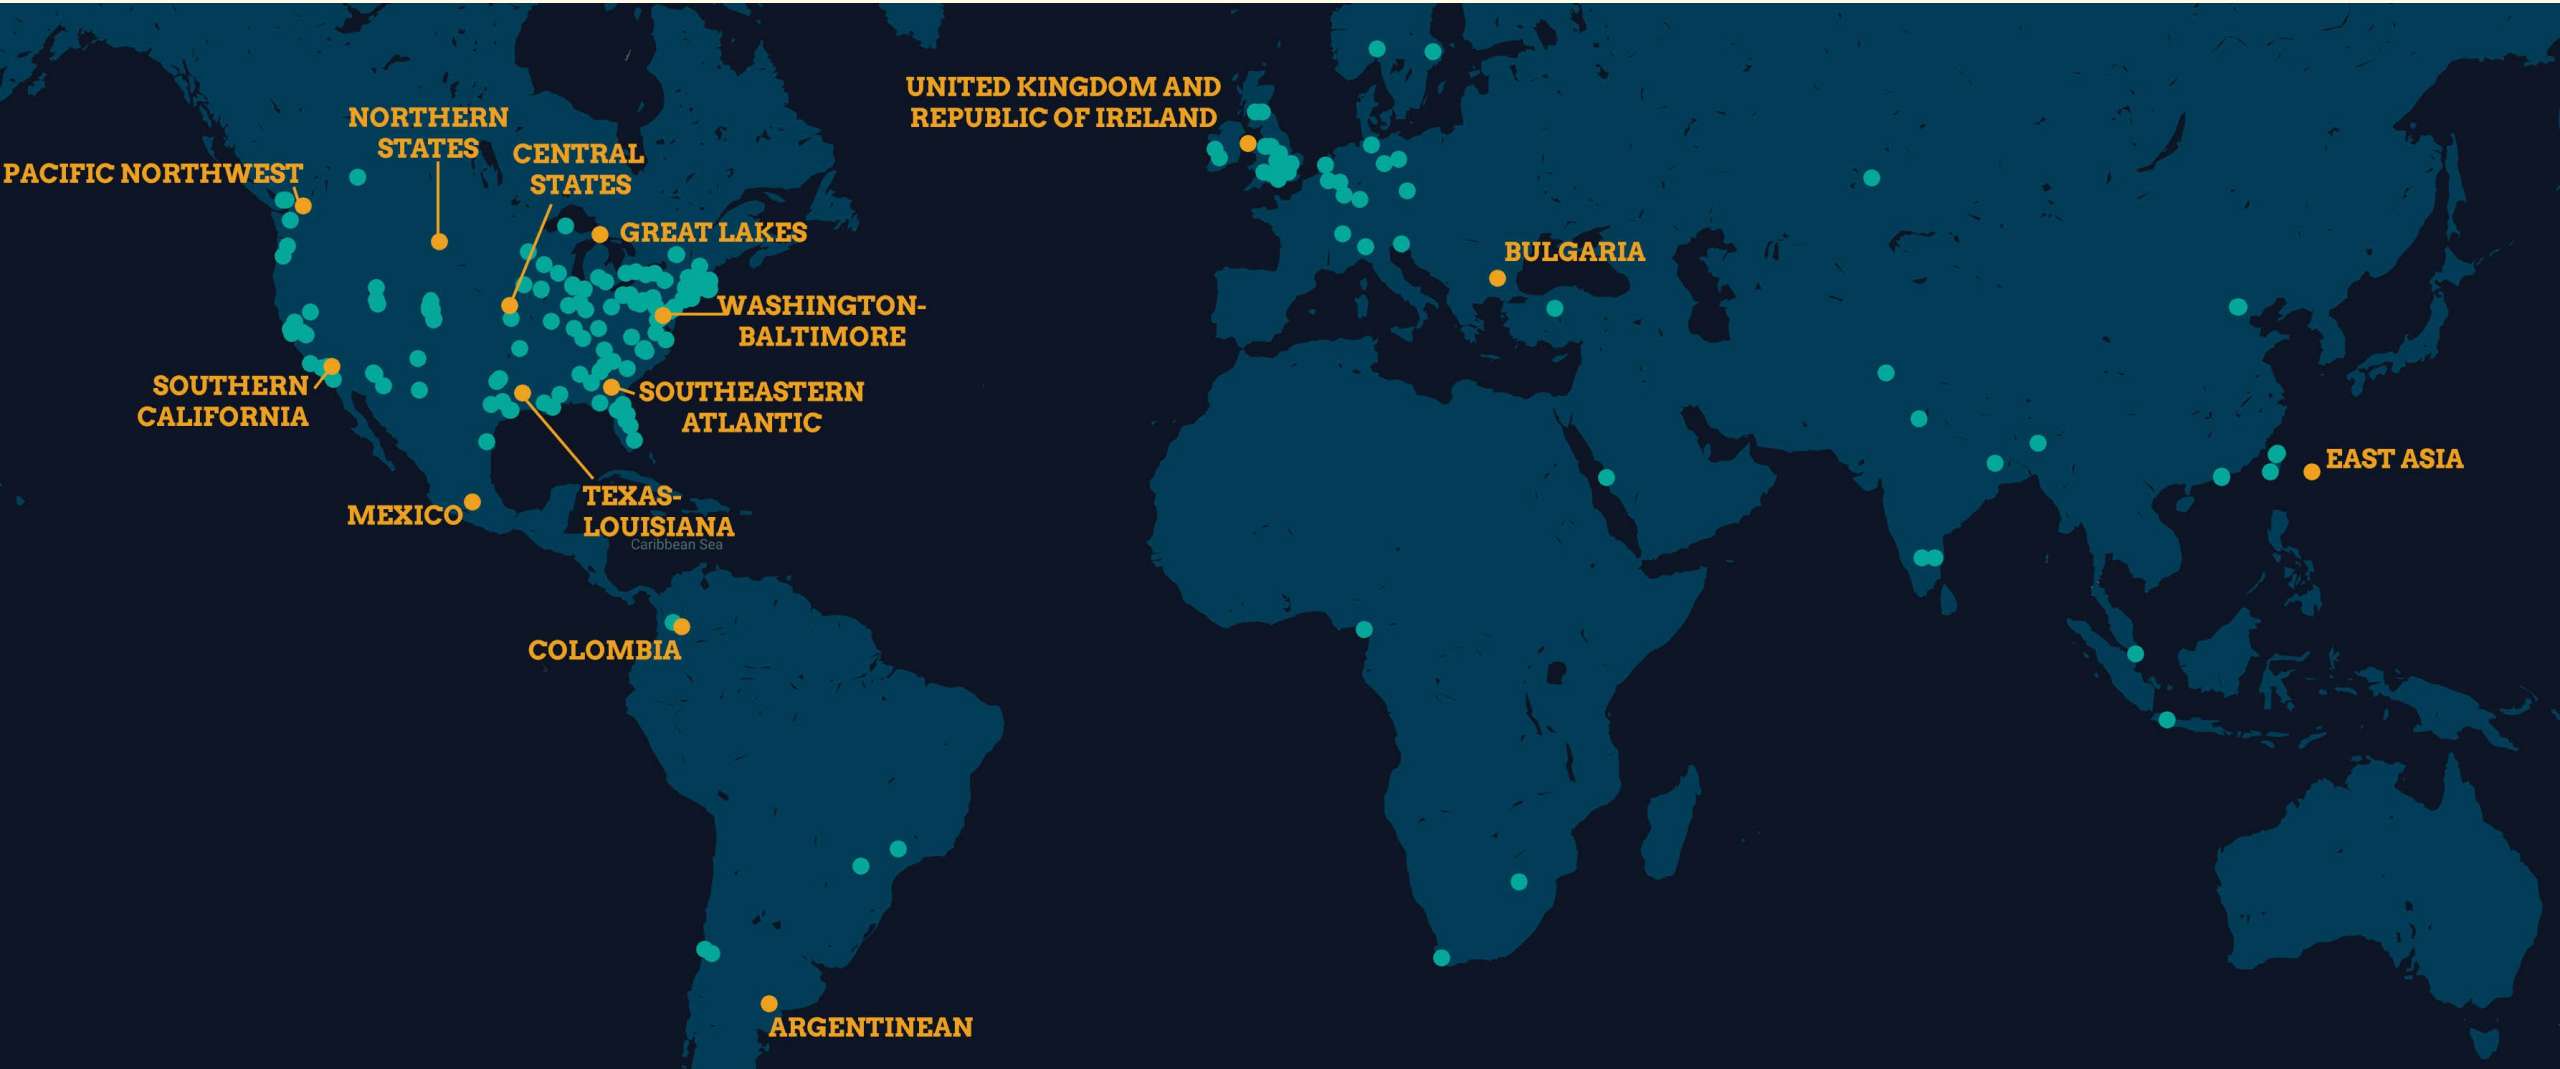 UNITED KINGDOM AND
REPUBLIC OF IRELAND
NORTHERN
STATES
CENTRAL
STATES
PACIFIC NORTHWEST
GREAT LAKES
BULGARIA
WASHINGTON-
BALTIMORE
SOUTHERN
CALIFORNIA
SOUTHEASTERN
ATLANTIC
EAST ASIA
MEXICO
TEXAS-
LOUISIANA
Caribbean Sea
COLOMBIA
ARGENTINEAN